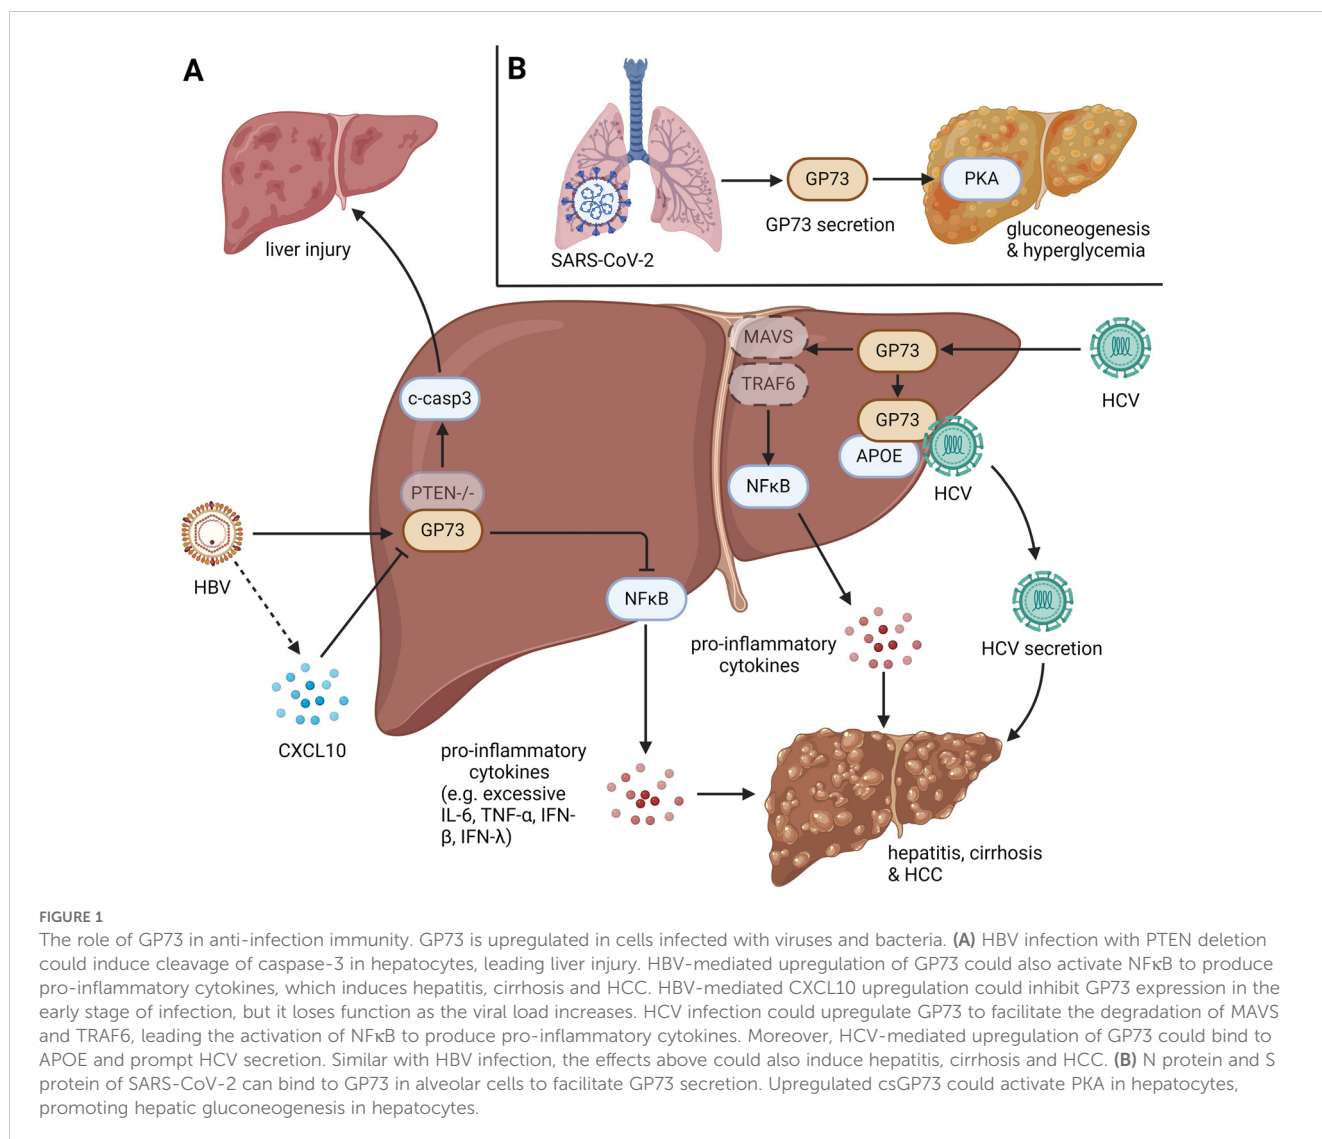 A
B
liver injury
SARS-CoV-2
GP73
GP73 secretion
PKA
gluconeogenesis
& hyperglycemia
MAVS
GP73
HCV
TRAF6
c-casp3
GP73
APOE
HCV
NFκB
PTEN-/-
GP73
HBV
NFκB
pro-inflammatory
cytokines
HCV secretion
CXCL10
pro-inflammatory
cytokines
(e.g. excessive
IL-6, TNF-α, IFN-
β, IFN-λ)
hepatitis, cirrhosis
& HCC
FIGURE 1
The role of GP73 in anti-infection immunity. GP73 is upregulated in cells infected with viruses and bacteria. (A) HBV infection with PTEN deletion
could induce cleavage of caspase-3 in hepatocytes, leading liver injury. HBV-mediated upregulation of GP73 could also activate NFκB to produce
pro-inflammatory cytokines, which induces hepatitis, cirrhosis and HCC. HBV-mediated CXCL10 upregulation could inhibit GP73 expression in the
early stage of infection, but it loses function as the viral load increases. HCV infection could upregulate GP73 to facilitate the degradation of MAVS
and TRAF6, leading the activation of NFκB to produce pro-inflammatory cytokines. Moreover, HCV-mediated upregulation of GP73 could bind to
APOE and prompt HCV secretion. Similar with HBV infection, the effects above could also induce hepatitis, cirrhosis and HCC. (B) N protein and S
protein of SARS-CoV-2 can bind to GP73 in alveolar cells to facilitate GP73 secretion. Upregulated csGP73 could activate PKA in hepatocytes,
promoting hepatic gluconeogenesis in hepatocytes.